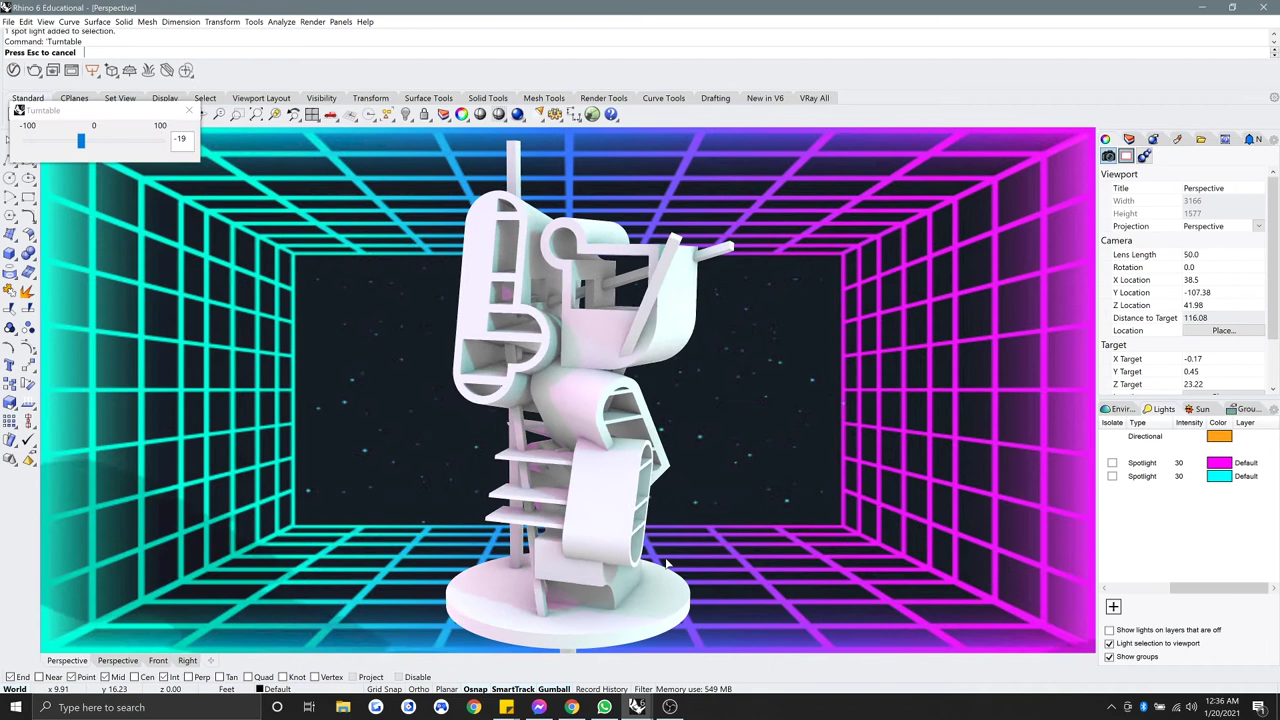 Rhino 6 Educational - [Perspective]
File Edit View Curve Surface Solid Mesh Dimension Transform Tools Analyze Render Panels Help
1 spot light added to selection.
Command: 'Turntable
Press Esc to cancel
Standard CPlanes Set View Display Select Viewport Layout Visibility Transform Surface Tools Solid Tools Mesh Tools Render Tools Curve Tools Drafting New in V6 VRay All
Turntable
-100 0 100
-19
N
Viewport
Title Perspective
Width 3166
Height 1577
Projection Perspective
Camera
Lens Length 50.0
Rotation 0.0
X Location 38.5
Y Location -107.38
Z Location 41.98
Distance to Target 116.08
Location Place...
Target
X Target -0.17
Y Target 0.45
Z Target 23.22
Envir... Lights Sun Grou...
Isolate Type Intensity Color Layer
Directional
Spotlight 30 Default
Spotlight 30 Default
Show lights on layers that are off
Light selection to viewport
Show groups
Perspective Perspective Front Right
End Near Point Mid Cen Int Perp Tan Quad Knot Vertex Project Disable
World x 9.91 y 16.23 z 0.00 Feet Default Grid Snap Ortho Planar Osnap SmartTrack Gumball Record History Filter Memory use: 549 MB
Type here to search
12:36 AM
1/20/2021